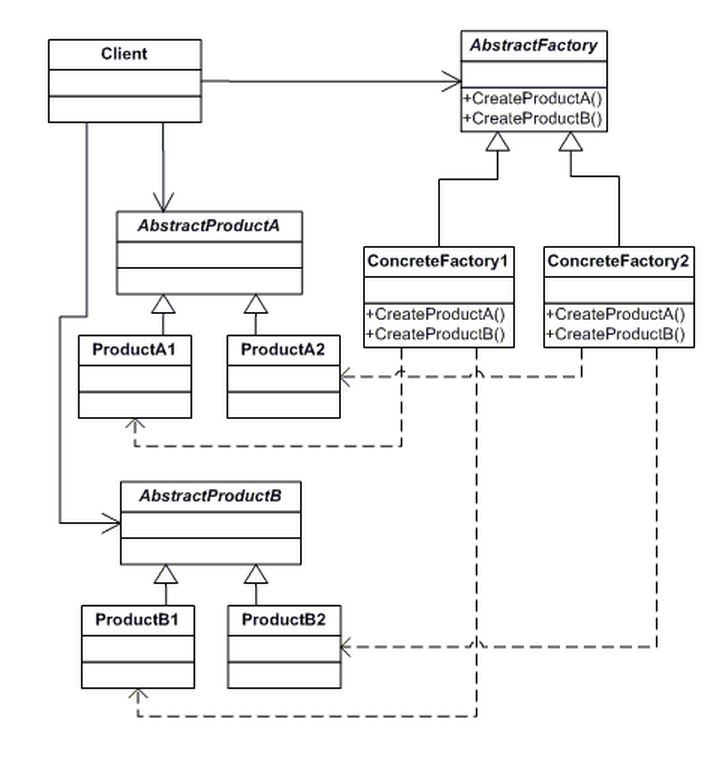 Client
AbstractFactory
+CreateProductA()
+CreateProductB()
AbstractProductA
ConcreteFactory1
+CreateProductA()
+CreateProductB()
ConcreteFactory2
+CreateProductA()
+CreateProductB()
ProductA1
ProductA2
AbstractProductB
ProductB1
ProductB2